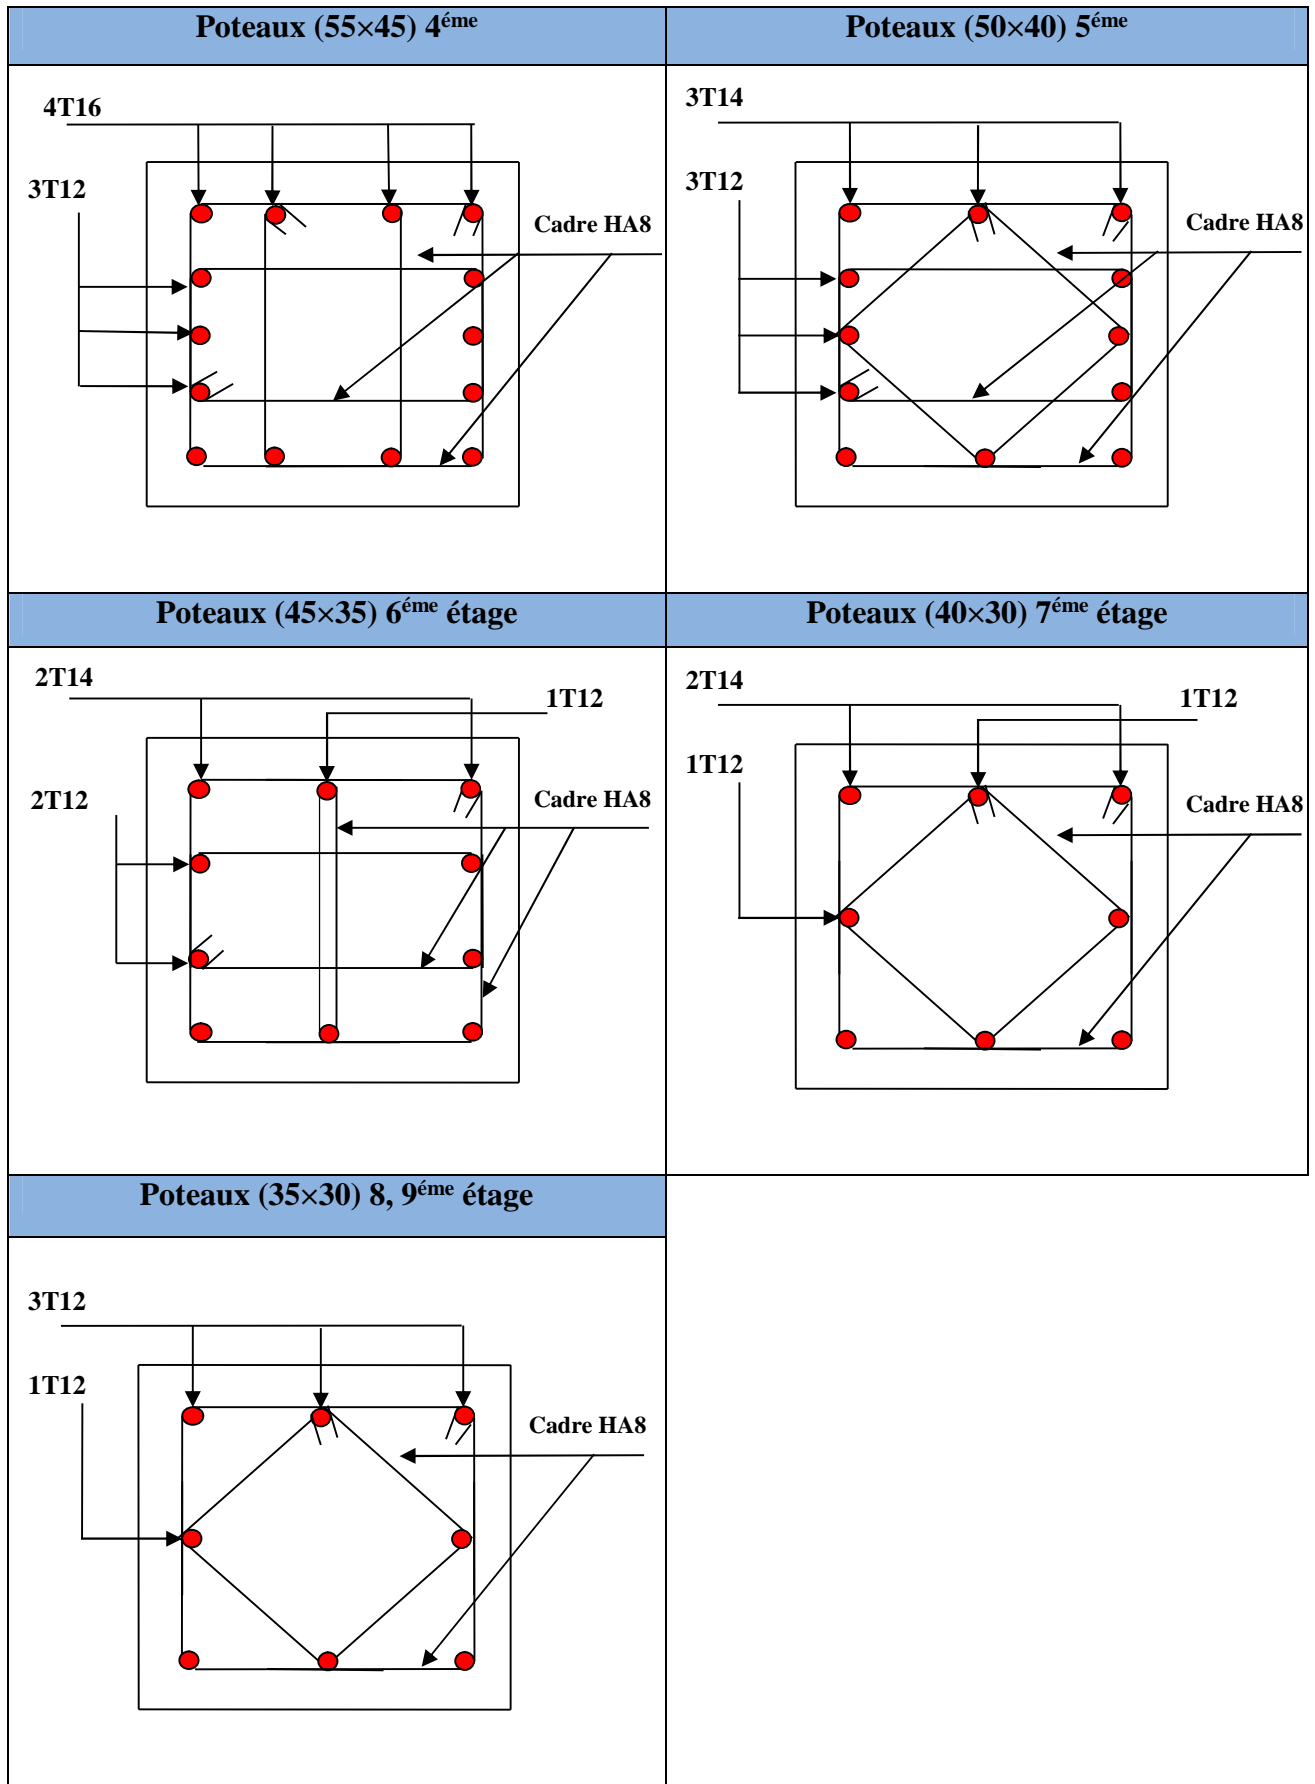 Poteaux (55×45) 4éme
4T16
3T12
Cadre HA8
Poteaux (50×40) 5éme
3T14
3T12
Cadre HA8
Poteaux (45×35) 6éme étage
2T14
1T12
2T12
Cadre HA8
Poteaux (40×30) 7éme étage
2T14
1T12
1T12
Cadre HA8
Poteaux (35×30) 8, 9éme étage
3T12
1T12
Cadre HA8